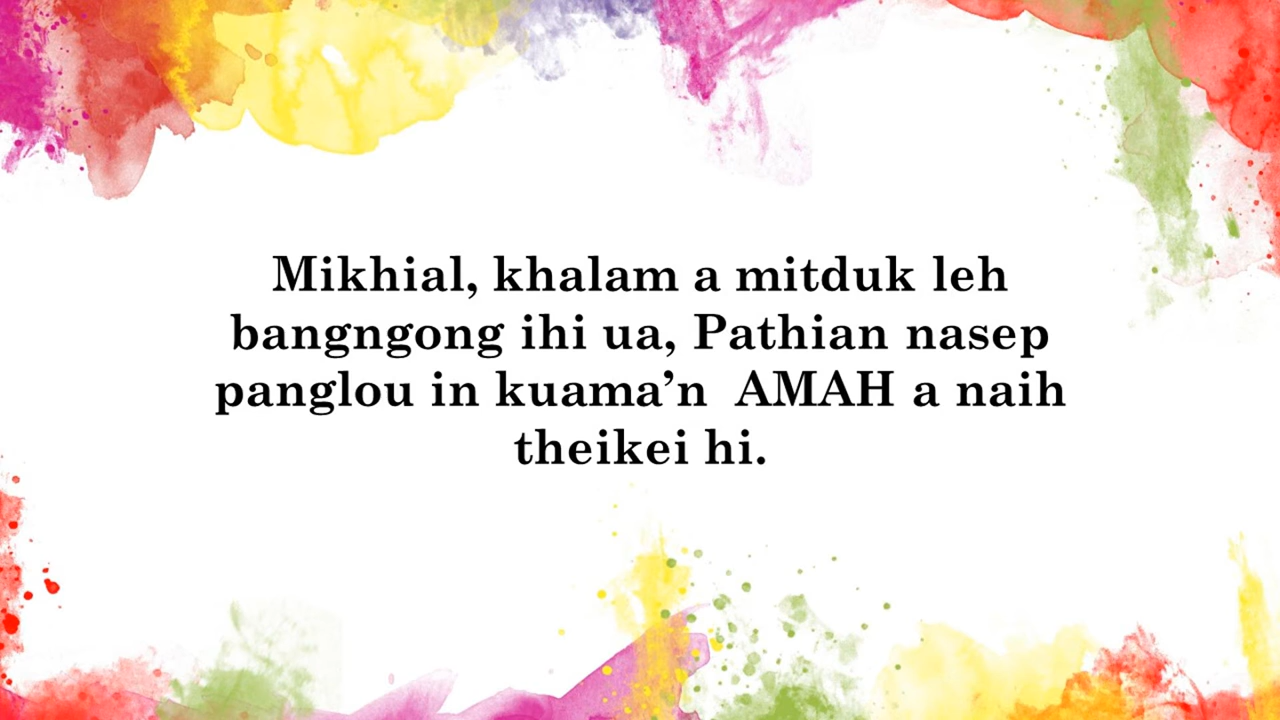 Mikhial, khalam a mitduk leh
bangngong ihi ua, Pathian nasep
panglou in kuama’n  AMAH a naih
theikei hi.